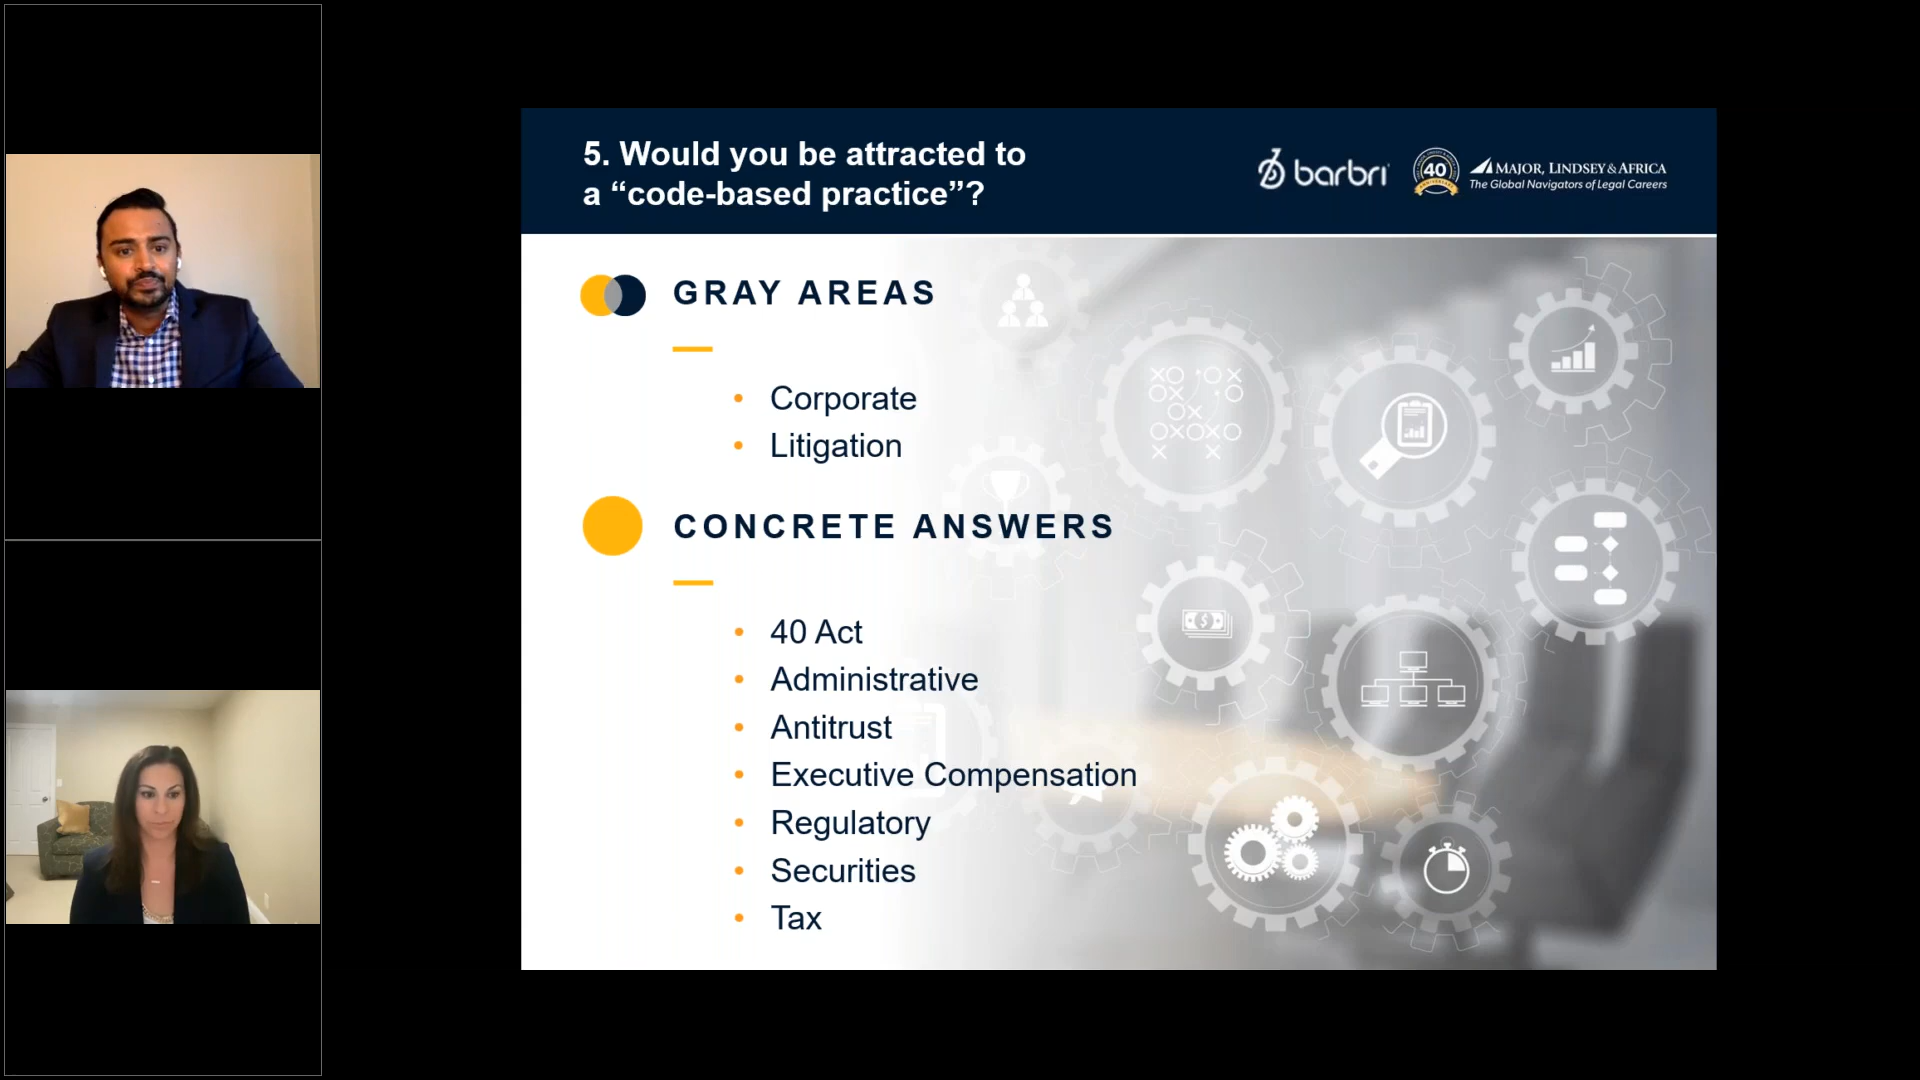 5. Would you be attracted to
a “code-based practice”?
barbri
40
MAJOR, LINDSEY & AFRICA
The Global Navigators of Legal Careers
GRAY AREAS
• Corporate
• Litigation
CONCRETE ANSWERS
• 40 Act
• Administrative
• Antitrust
• Executive Compensation
• Regulatory
• Securities
• Tax